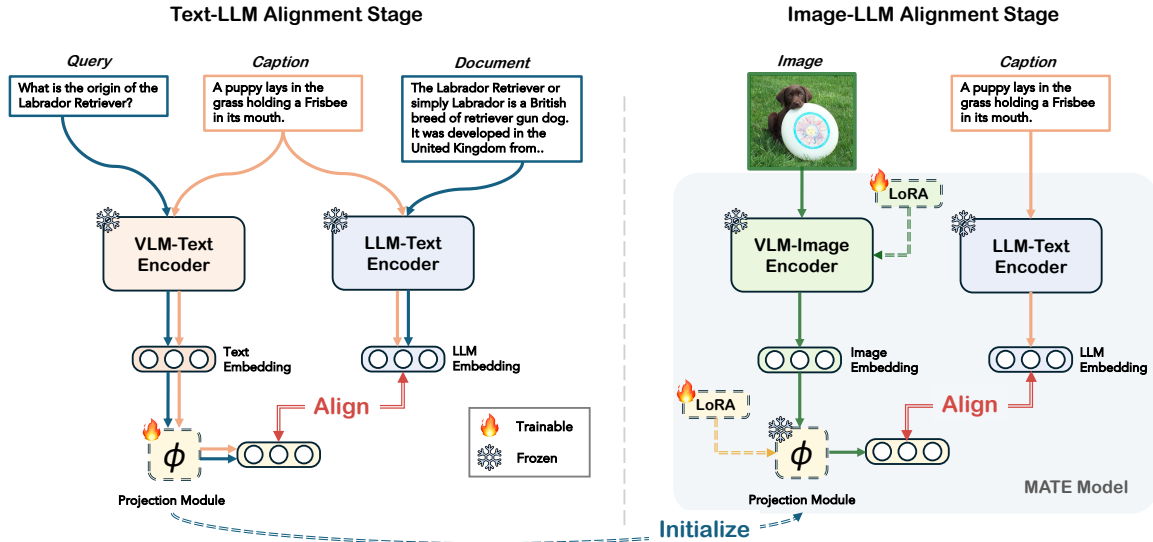 Text-LLM Alignment Stage
Query
What is the origin of the
Labrador Retriever?
Caption
A puppy lays in the
grass holding a Frisbee
in its mouth.
Document
The Labrador Retriever or
simply Labrador is a British
breed of retriever gun dog.
It was developed in the
United Kingdom from..
VLM-Text
Encoder
LLM-Text
Encoder
Text
Embedding
LLM
Embedding
Align
ϕ
Projection Module
Trainable
Frozen
Image-LLM Alignment Stage
Image
Caption
A puppy lays in the
grass holding a Frisbee
in its mouth.
LoRA
VLM-Image
Encoder
LLM-Text
Encoder
Image
Embedding
LLM
Embedding
LoRA
Align
ϕ
Projection Module
MATE Model
Initialize